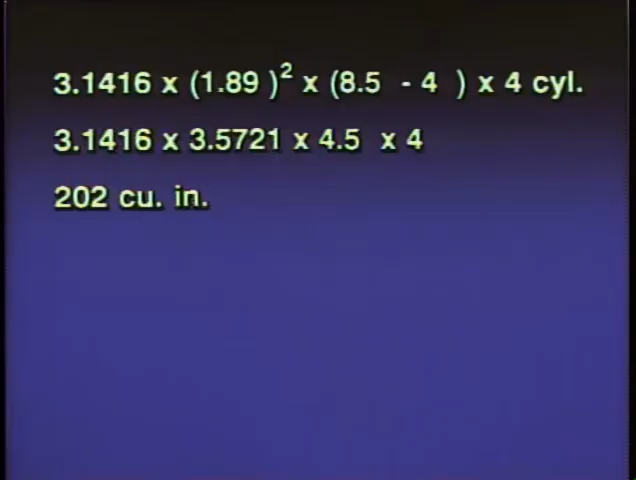 3.1416 x (1.89 )² x (8.5 - 4 ) x 4 cyl.
3.1416 x 3.5721 x 4.5 x 4
202 cu. in.